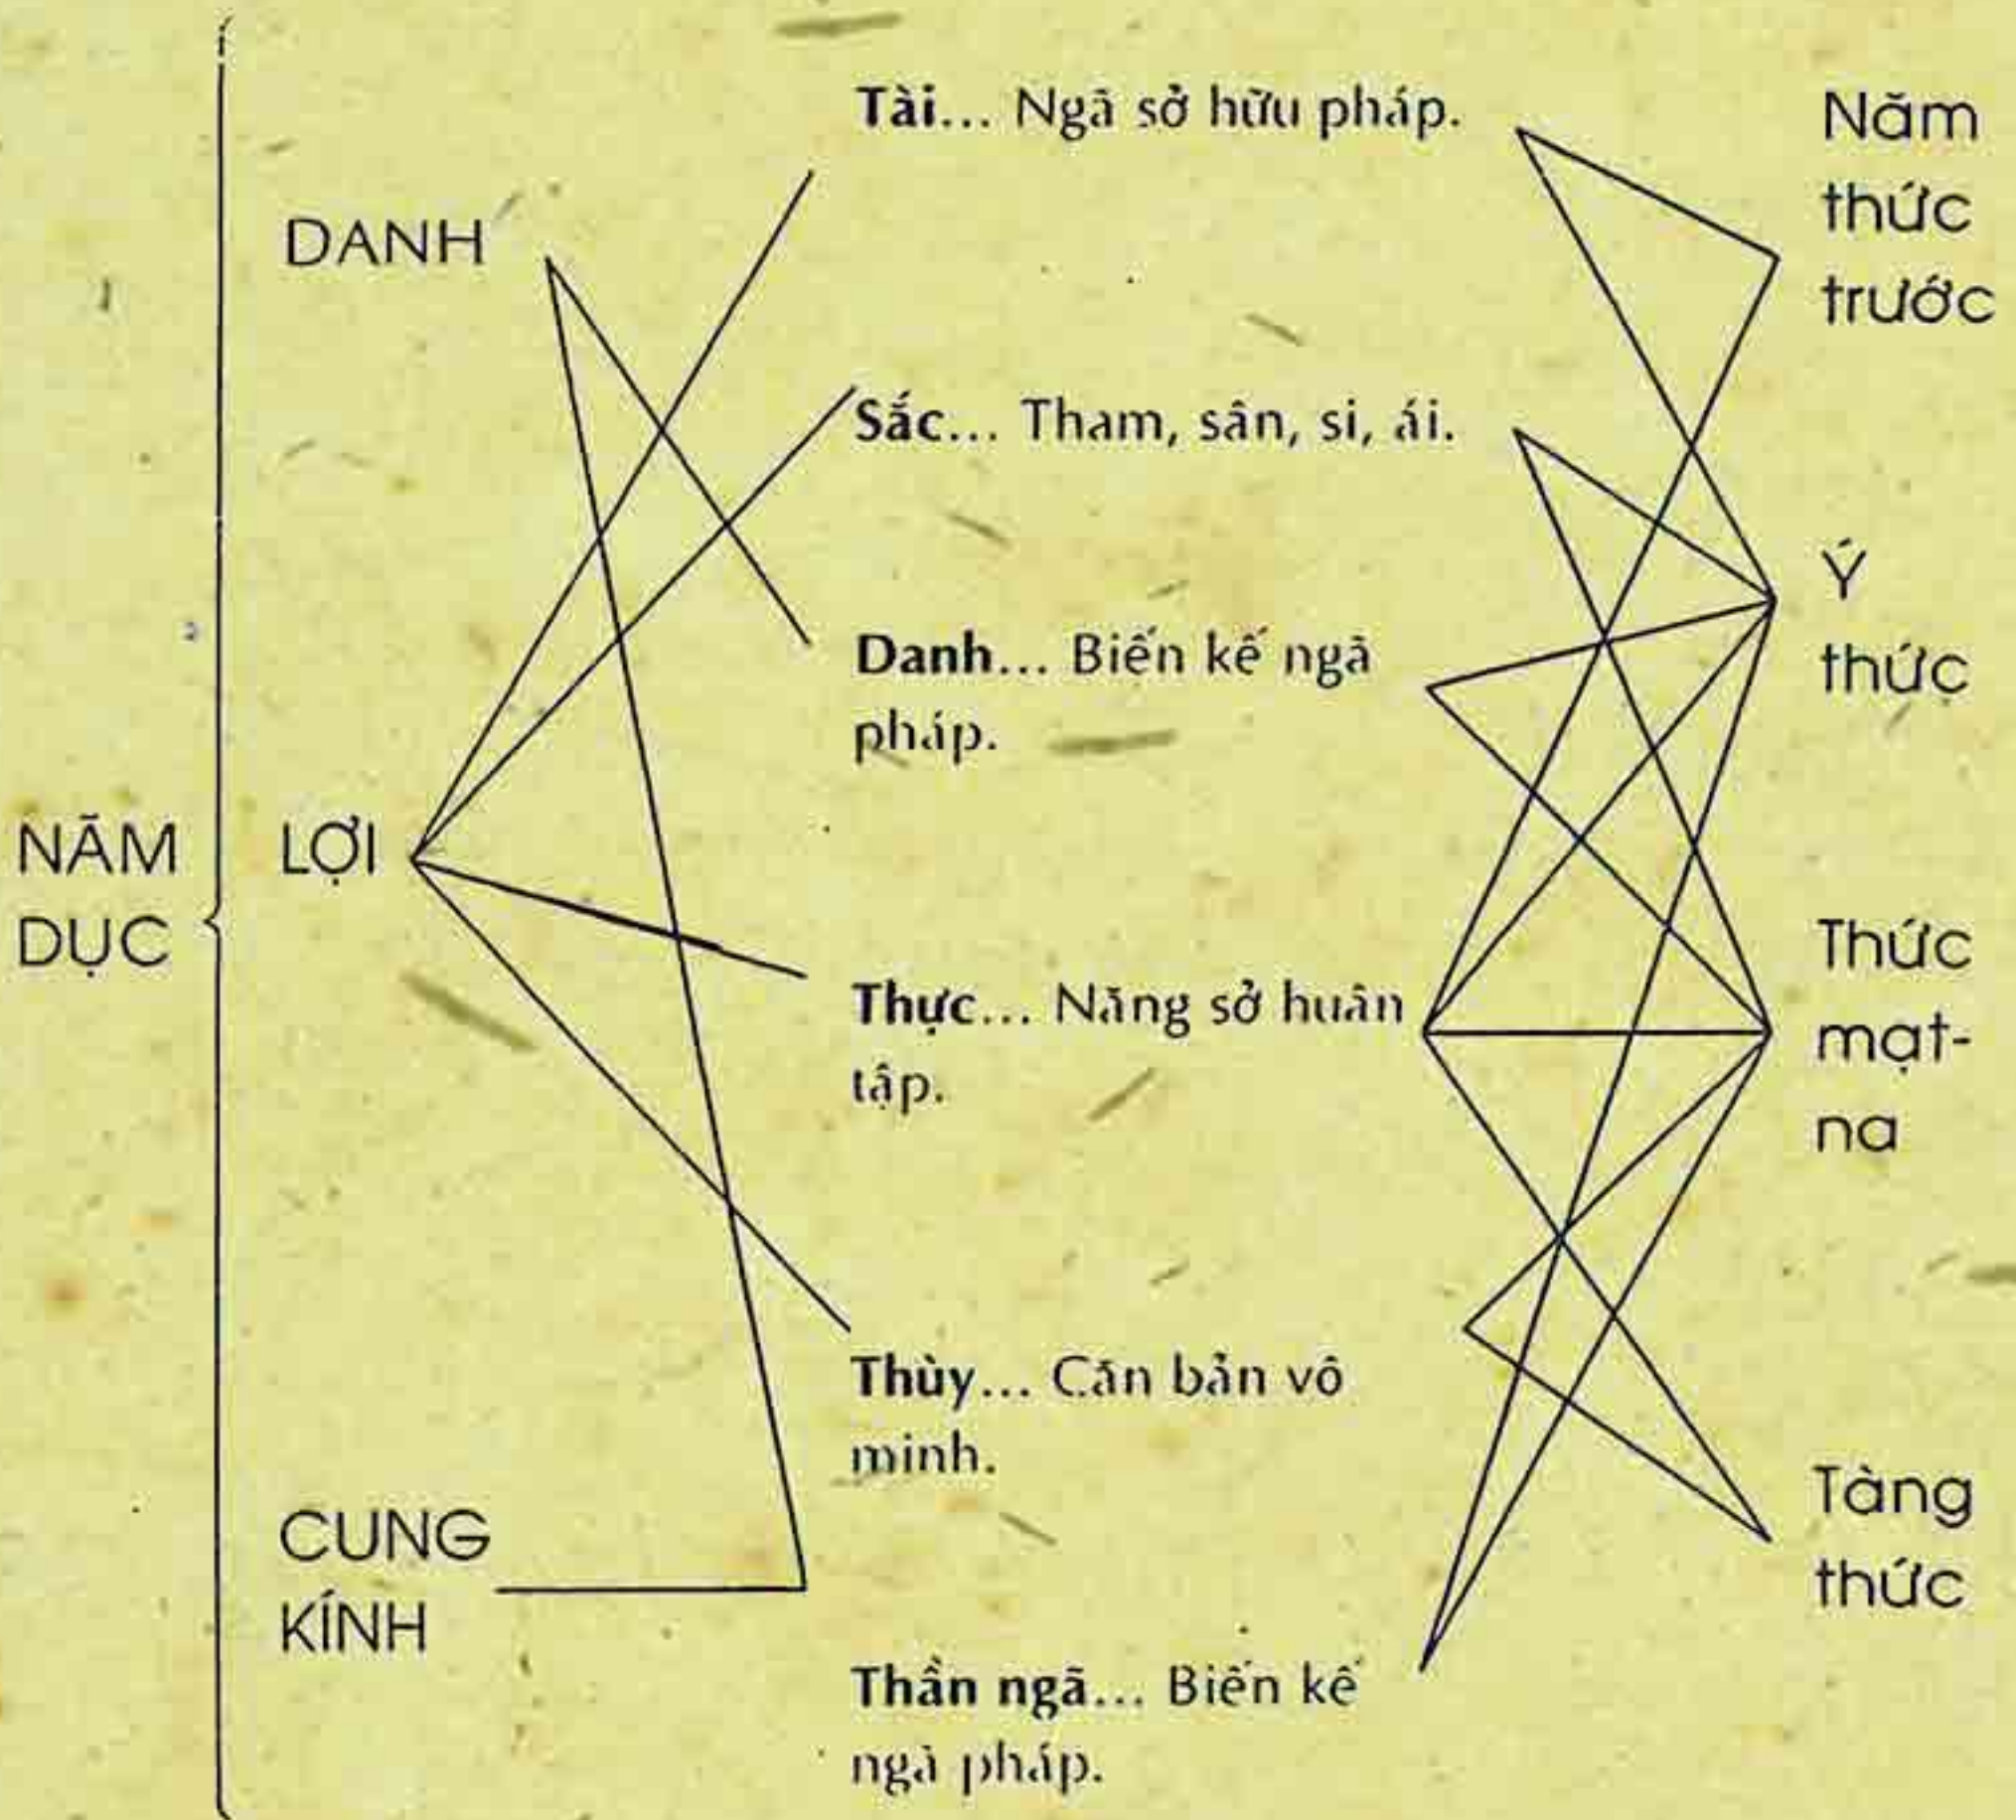 NĂM
DỤC
DANH
LỢI
CUNG
KÍNH
Tài... Ngã sở hữu pháp.
Sắc... Tham, sân, si, ái.
Danh... Biến kế ngã
pháp.
Thực... Năng sở huân
tập.
Thùy... Căn bản vô
minh.
Thần ngã... Biến kế
ngã pháp.
Năm
thức
trước
Ý
thức
Thức
mạt-
na
Tàng
thức